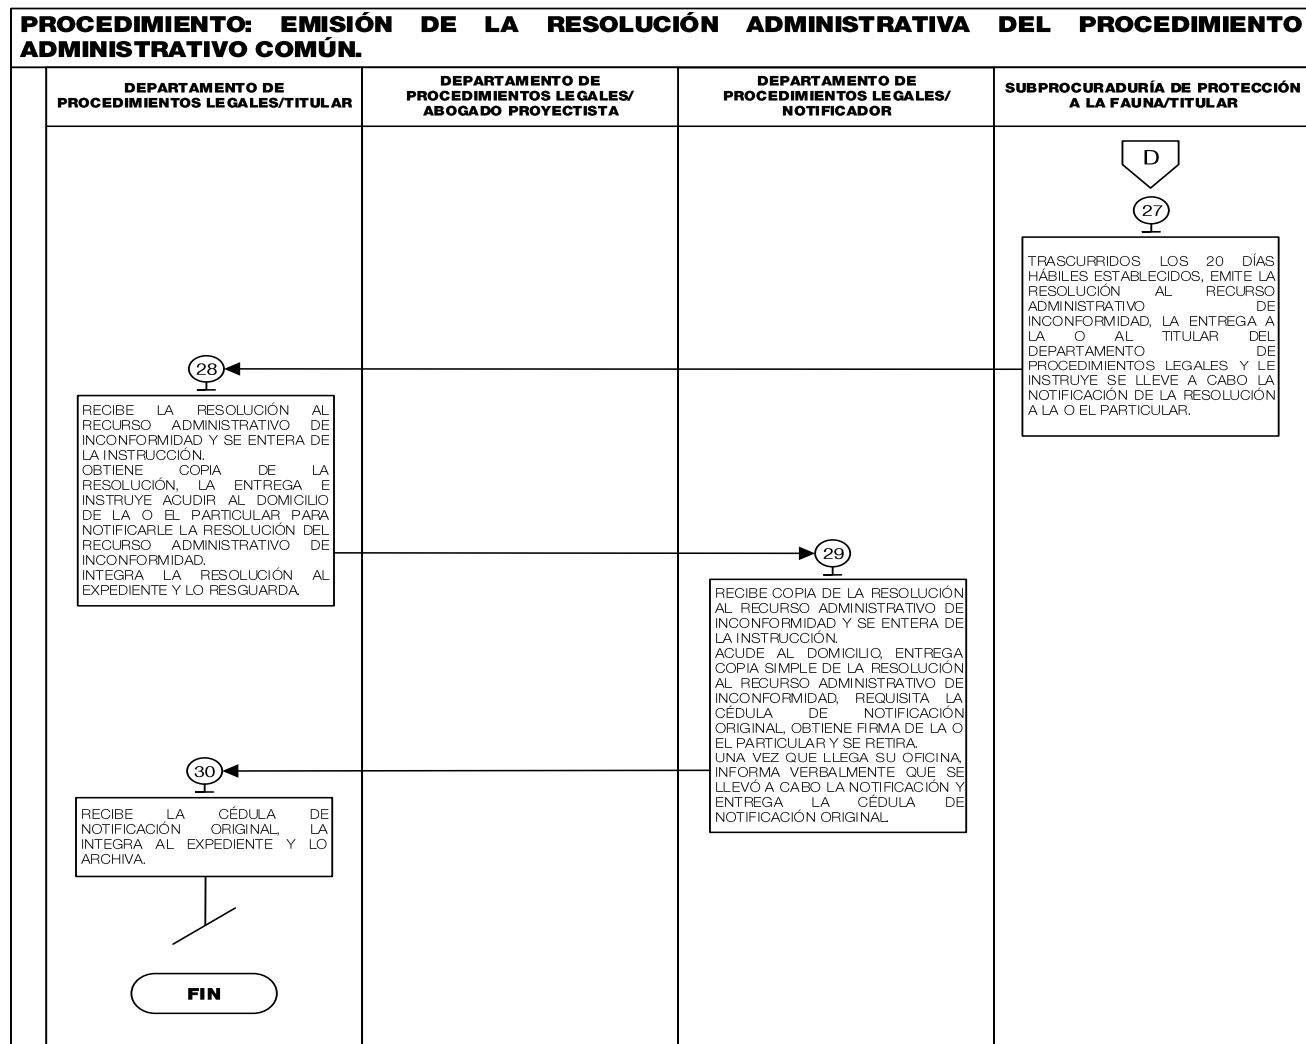 PROCEDIMIENTO: EMISIÓN DE LA RESOLUCIÓN ADMINISTRATIVA DEL PROCEDIMIENTO
ADMINISTRATIVO COMÚN.
DEPARTAMENTO DE
PROCEDIMIENTOS LEGALES/TITULAR
DEPARTAMENTO DE
PROCEDIMIENTOS LEGALES/
ABOGADO PROYECTISTA
DEPARTAMENTO DE
PROCEDIMIENTOS LEGALES/
NOTIFICADOR
SUBPROCURADURÍA DE PROTECCIÓN
A LA FAUNA/TITULAR
D
27
TRASCURRIDOS LOS 20 DÍAS
HÁBILES ESTABLECIDOS, EMITE LA
RESOLUCIÓN AL RECURSO
ADMINISTRATIVO DE
INCONFORMIDAD, LA ENTREGA A
LA O AL TITULAR DEL
DEPARTAMENTO DE
PROCEDIMIENTOS LEGALES Y LE
INSTRUYE SE LLEVE A CABO LA
NOTIFICACIÓN DE LA RESOLUCIÓN
A LA O EL PARTICULAR.
28
RECIBE LA RESOLUCIÓN AL
RECURSO ADMINISTRATIVO DE
INCONFORMIDAD Y SE ENTERA DE
LA INSTRUCCIÓN.
OBTIENE COPIA DE LA
RESOLUCIÓN, LA ENTREGA E
INSTRUYE ACUDIR AL DOMICILIO
DE LA O EL PARTICULAR PARA
NOTIFICARLE LA RESOLUCIÓN DEL
RECURSO ADMINISTRATIVO DE
INCONFORMIDAD.
INTEGRA LA RESOLUCIÓN AL
EXPEDIENTE Y LO RESGUARDA.
29
RECIBE COPIA DE LA RESOLUCIÓN
AL RECURSO ADMINISTRATIVO DE
INCONFORMIDAD Y SE ENTERA DE
LA INSTRUCCIÓN.
ACUDE AL DOMICILIO, ENTREGA
COPIA SIMPLE DE LA RESOLUCIÓN
AL RECURSO ADMINISTRATIVO DE
INCONFORMIDAD, REQUISITA LA
CÉDULA DE NOTIFICACIÓN
ORIGINAL, OBTIENE FIRMA DE LA O
EL PARTICULAR Y SE RETIRA.
UNA VEZ QUE LLEGA SU OFICINA,
INFORMA VERBALMENTE QUE SE
LLEVÓ A CABO LA NOTIFICACIÓN Y
ENTREGA LA CÉDULA DE
NOTIFICACIÓN ORIGINAL.
30
RECIBE LA CÉDULA DE
NOTIFICACIÓN ORIGINAL, LA
INTEGRA AL EXPEDIENTE Y LO
ARCHIVA.
FIN